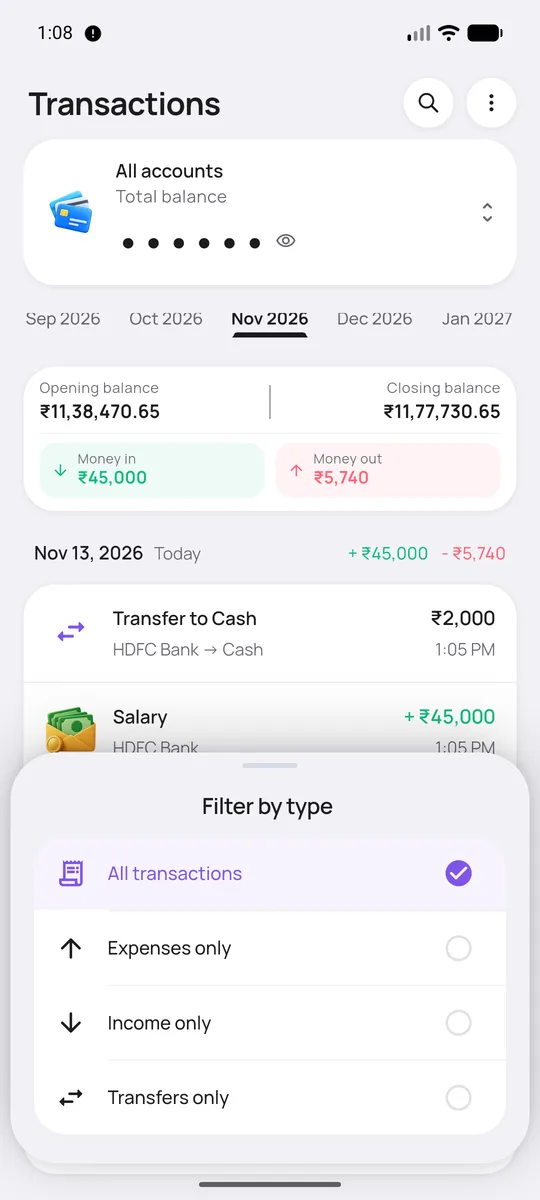 1:08
Transactions
All accounts
Total balance
Sep 2026 Oct 2026 Nov 2026 Dec 2026 Jan 2027
Opening balance Closing balance
₹11,38,470.65 ₹11,77,730.65
Money in Money out
₹45,000 ₹5,740
Nov 13, 2026 Today + ₹45,000 - ₹5,740
Transfer to Cash ₹2,000
HDFC Bank → Cash 1:05 PM
Salary + ₹45,000
HDFC Bank 1:05 PM
Filter by type
All transactions
Expenses only
Income only
Transfers only